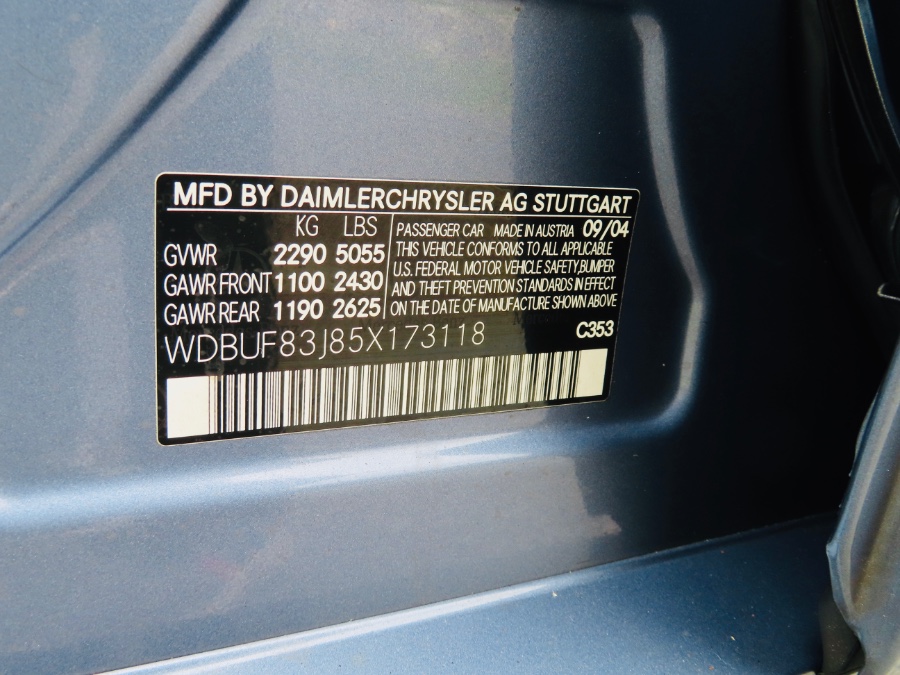 MFD BY DAIMLERCHRYSLER AG STUTTGART
KG LBS
GVWR 2290 5055
GAWR FRONT 1100 2430
GAWR REAR 1190 2625
PASSENGER CAR MADE IN AUSTRIA 09/04
THIS VEHICLE CONFORMS TO ALL APPLICABLE
U.S. FEDERAL MOTOR VEHICLE SAFETY,BUMPER
AND THEFT PREVENTION STANDARDS IN EFFECT
ON THE DATE OF MANUFACTURE SHOWN ABOVE
WDBUF83J85X173118
C353